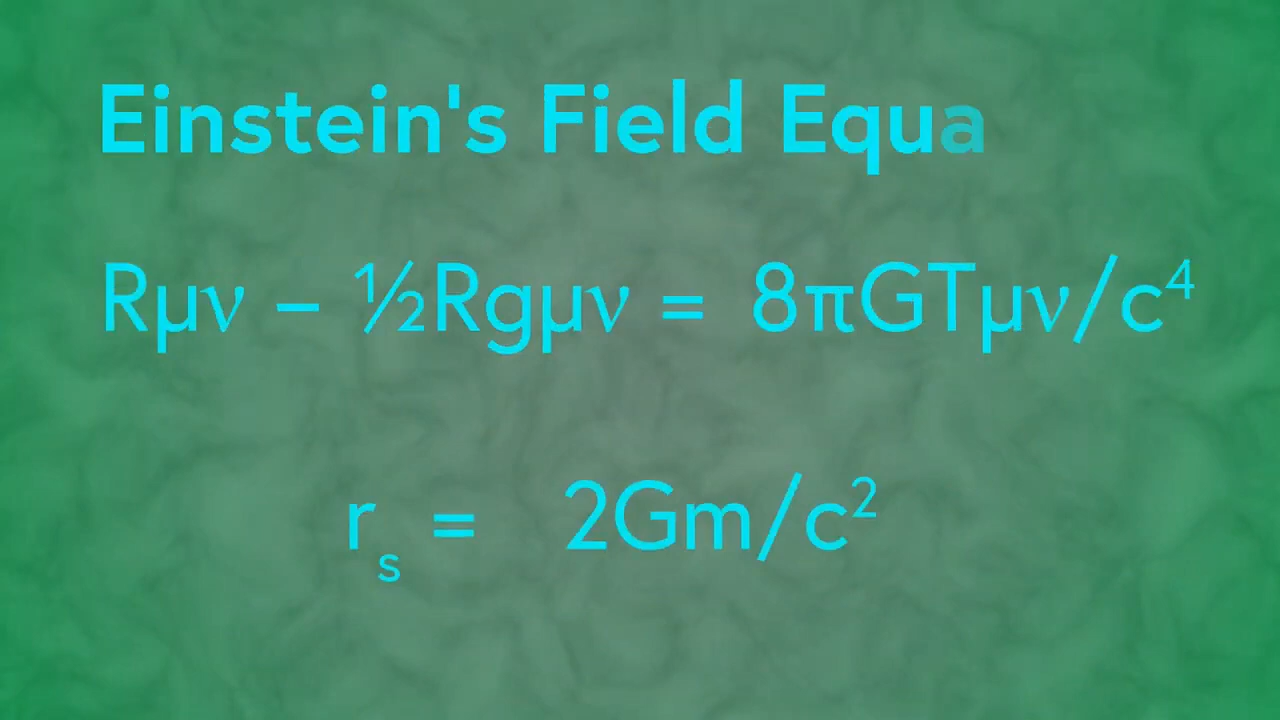 Einstein's Field Equa
Rμν – ½Rgμν = 8πGTμν/c⁴
rₛ = 2Gm/c²